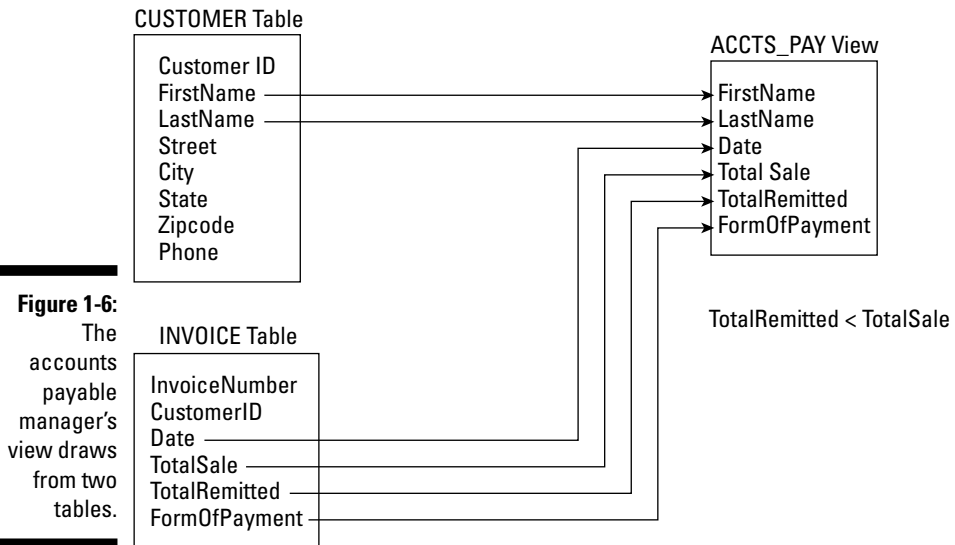 CUSTOMER Table
Customer ID
FirstName
LastName
Street
City
State
Zipcode
Phone
ACCTS_PAY View
FirstName
LastName
Date
Total Sale
TotalRemitted
FormOfPayment
TotalRemitted < TotalSale
Figure 1-6:
The
accounts
payable
manager’s
view draws
from two
tables.
INVOICE Table
InvoiceNumber
CustomerID
Date
TotalSale
TotalRemitted
FormOfPayment